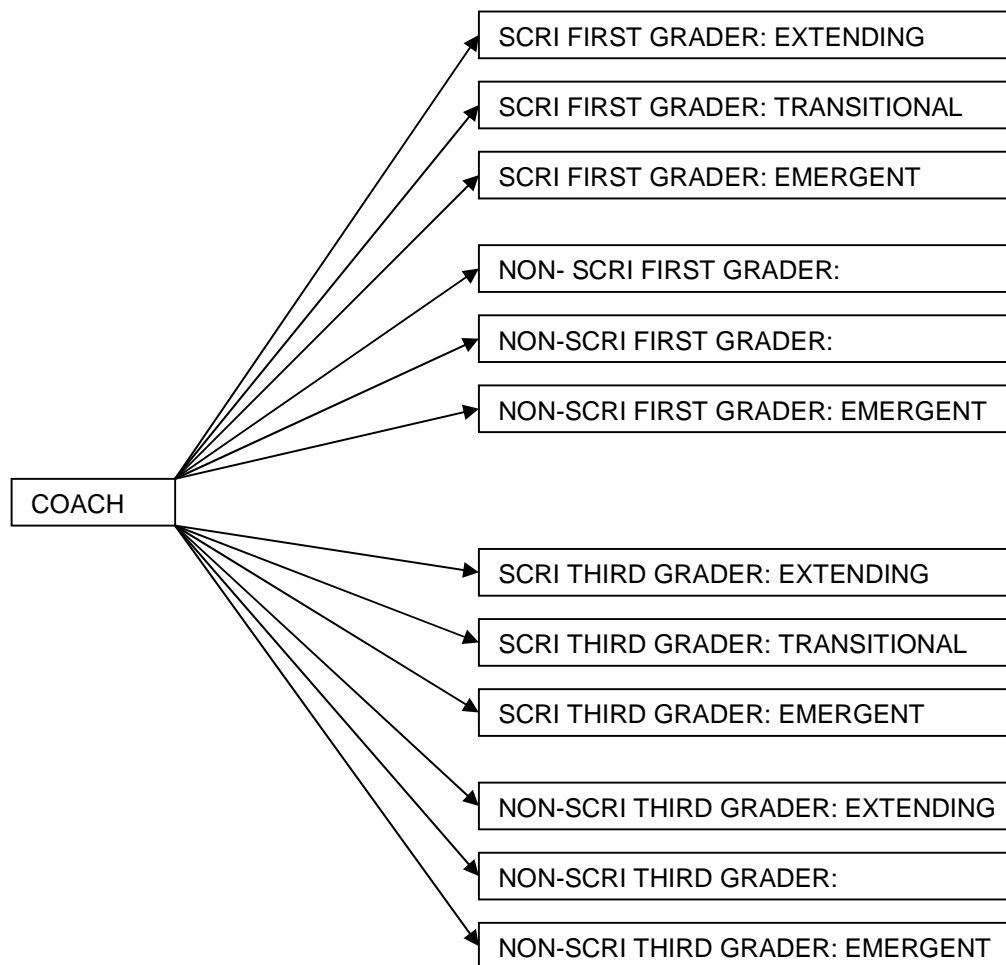 SCRI FIRST GRADER: EXTENDING
SCRI FIRST GRADER: TRANSITIONAL
SCRI FIRST GRADER: EMERGENT
NON- SCRI FIRST GRADER:
NON-SCRI FIRST GRADER:
NON-SCRI FIRST GRADER: EMERGENT
COACH
SCRI THIRD GRADER: EXTENDING
SCRI THIRD GRADER: TRANSITIONAL
SCRI THIRD GRADER: EMERGENT
NON-SCRI THIRD GRADER: EXTENDING
NON-SCRI THIRD GRADER:
NON-SCRI THIRD GRADER: EMERGENT